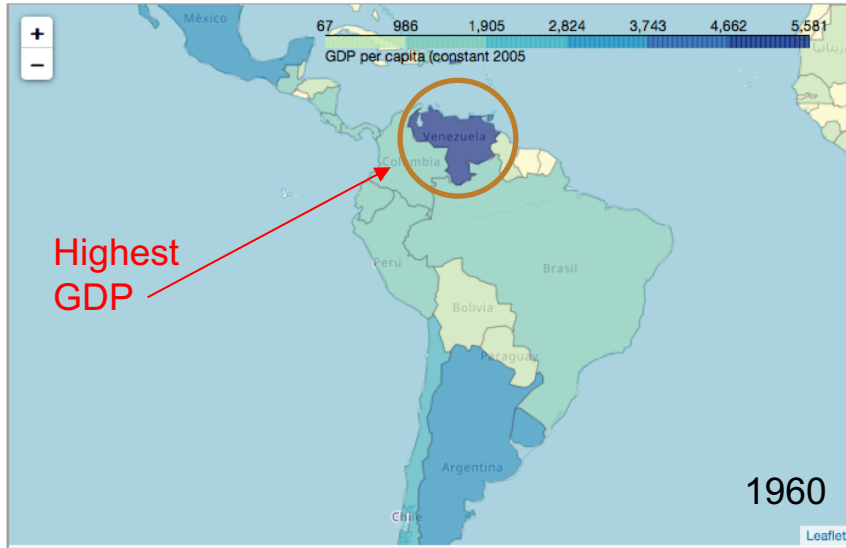 +
−
67 986 1,905 2,824 3,743 4,662 5,581
GDP per capita (constant 2005
México
موريتانيا
Venezuela
Colombia
Highest
GDP
Perú
Brasil
Bolivia
Paraguay
Argentina
Chile
1960
Leaflet